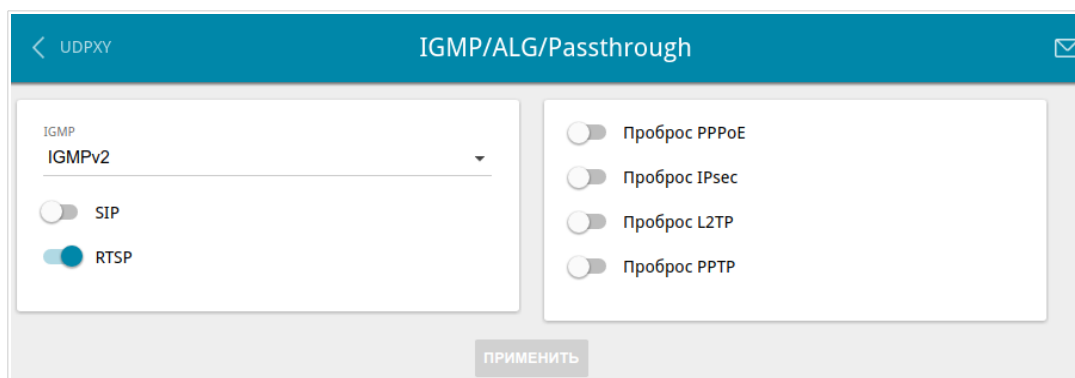 UDPXY
IGMP/ALG/Passthrough
IGMP
IGMPv2
SIP
RTSP
Проброс PPPoE
Проброс IPsec
Проброс L2TP
Проброс PPTP
ПРИМЕНИТЬ